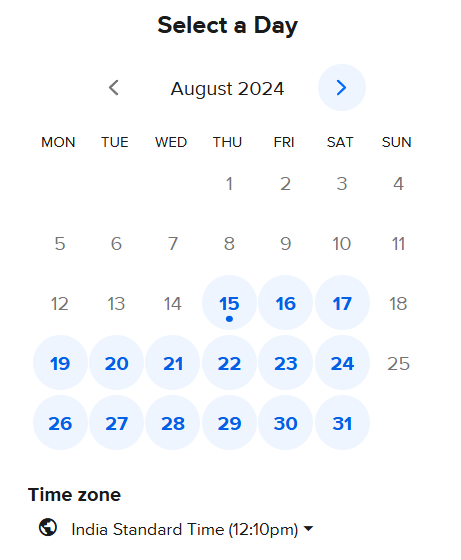 Select a Day
August 2024
MON TUE WED THU FRI SAT SUN
1 2 3 4
5 6 7 8 9 10 11
12 13 14 15 16 17 18
19 20 21 22 23 24 25
26 27 28 29 30 31
Time zone
India Standard Time (12:10pm)